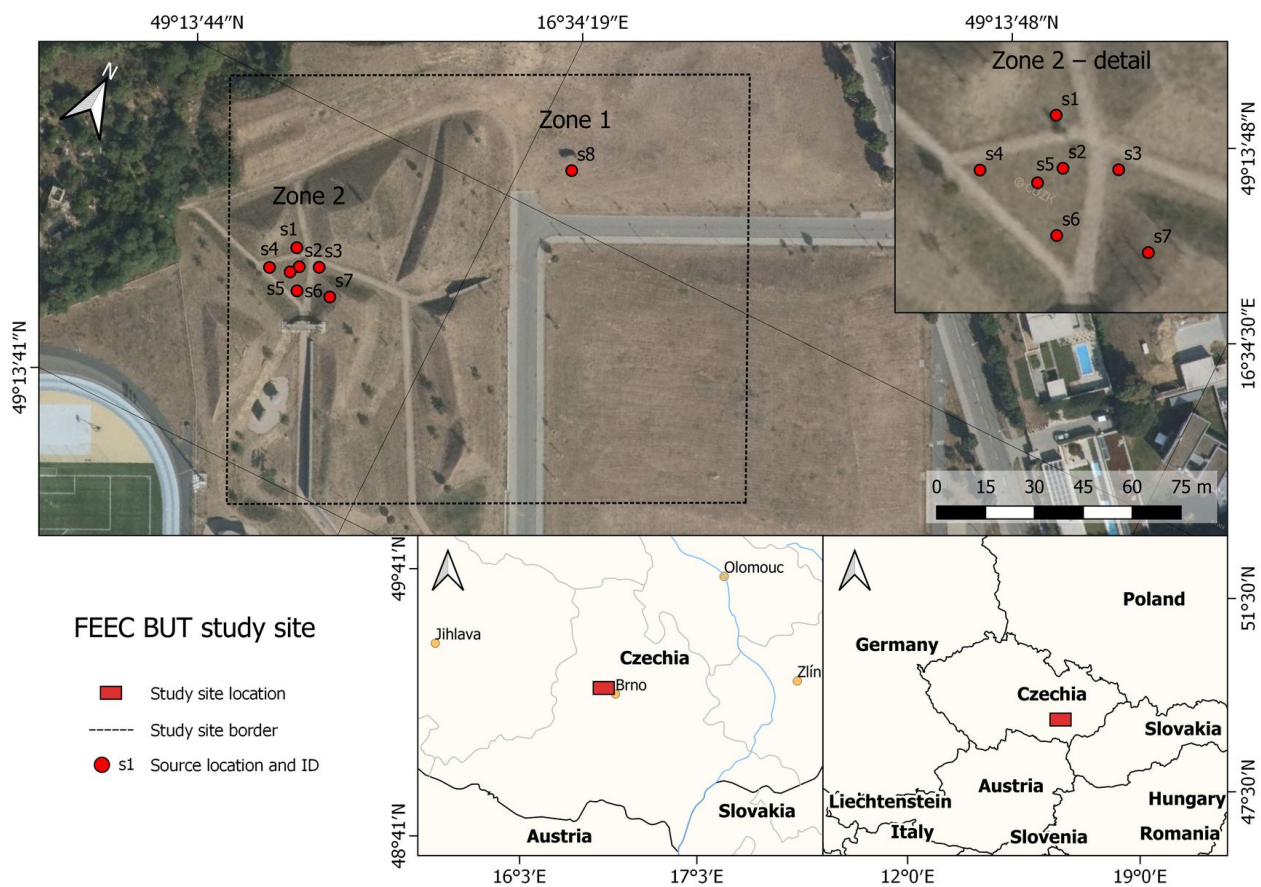 49°13′44″N
16°34′19″E
49°13′48″N
N
Zone 1
s8
Zone 2
s1
s4
s2
s3
s5
s6
s7
Zone 2 – detail
s1
s4
s5
s2
s3
s6
s7
© ČÚZK
49°13′41″N
49°13′48″N
16°34′30″E
0 15 30 45 60 75 m
FEEC BUT study site
Study site location
Study site border
s1 Source location and ID
49°41′N
48°41′N
Olomouc
Jihlava
Czechia
Zlín
Brno
Slovakia
Austria
16°3′E
17°3′E
Poland
Germany
Czechia
Slovakia
Austria
Liechtenstein
Hungary
Italy
Slovenia
Romania
51°30′N
47°30′N
12°0′E
19°0′E